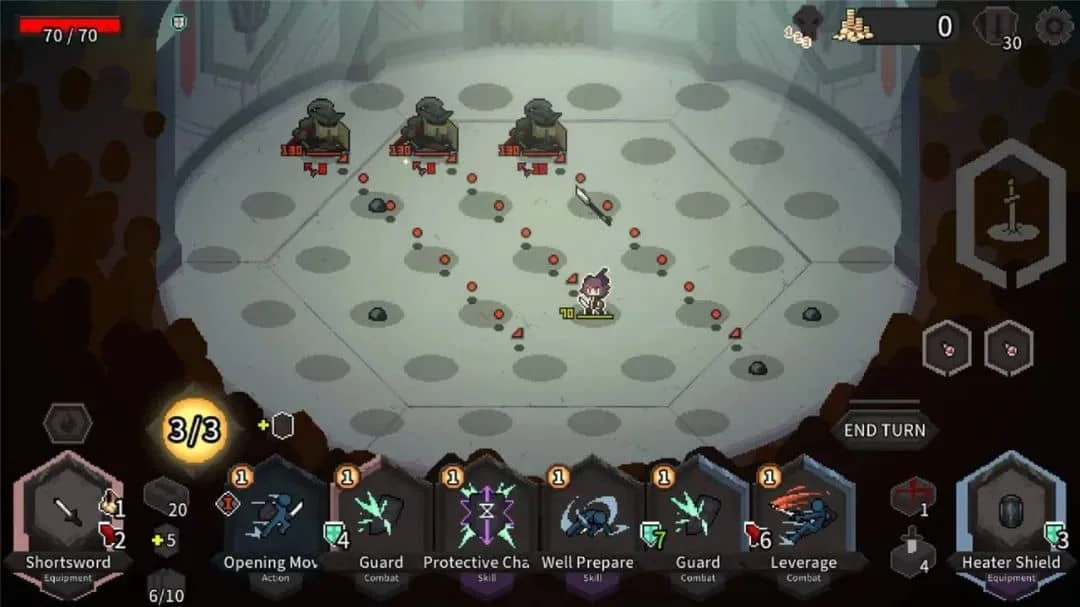 70 / 70
0
30
130
130
130
8
8
70
3/3
1
1
1
1
1
1
1
2
20
+5
6/10
4
7
6
1
4
3
Shortsword
Equipment
Opening Mov
Action
Guard
Combat
Protective Cha
Skill
Well Prepare
Skill
Guard
Combat
Leverage
Combat
END TURN
Heater Shield
Equipment